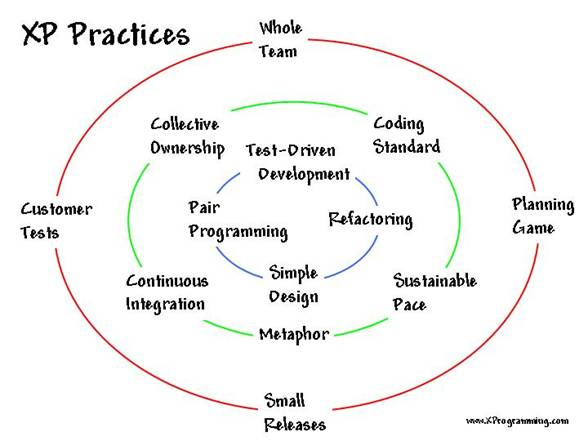 XP Practices
Whole
Team
Collective
Ownership
Coding
Standard
Test-Driven
Development
Customer
Tests
Pair
Programming
Refactoring
Planning
Game
Continuous
Integration
Simple
Design
Sustainable
Pace
Metaphor
Small
Releases
www.XProgramming.com